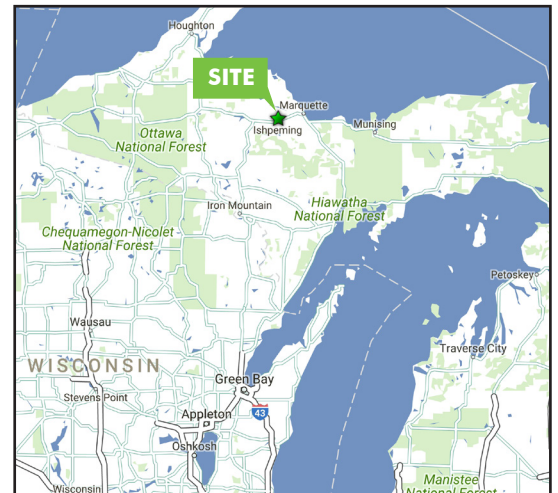 Houghton
SITE
Marquette
Ishpeming
Munising
Ottawa
National Forest
Iron Mountain
Hiawatha
National Forest
Chequamegon-Nicolet
National Forest
Petoskey
Wausau
Traverse City
WISCONSIN
Green Bay
Stevens Point
Appleton
43
Oshkosh
Manistee
National Forest
Wisconsin